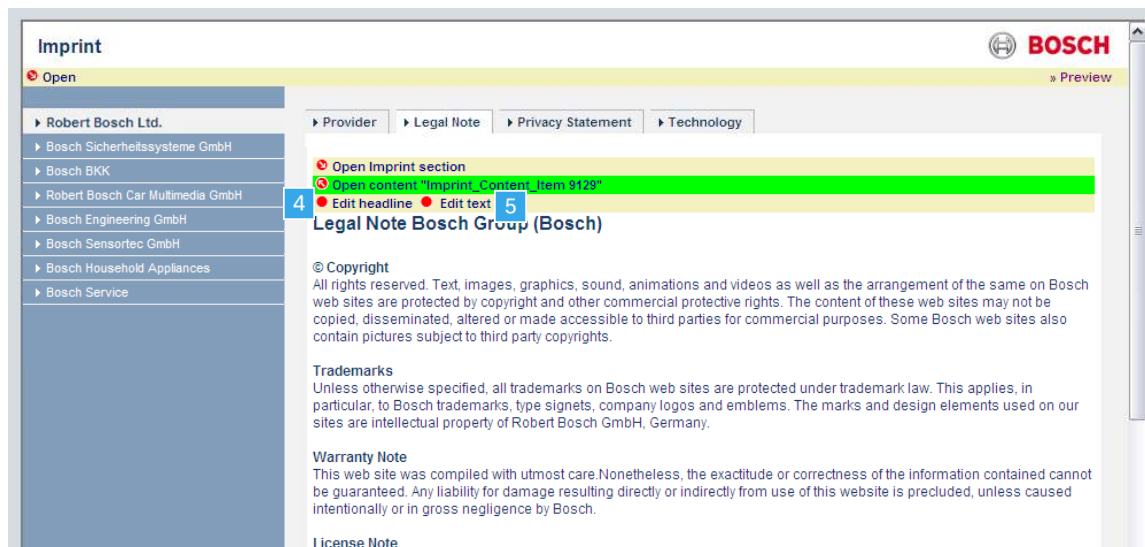 Imprint
BOSCH
Open
» Preview
Robert Bosch Ltd.
Bosch Sicherheitssysteme GmbH
Bosch BKK
Robert Bosch Car Multimedia GmbH
Bosch Engineering GmbH
Bosch Sensortec GmbH
Bosch Household Appliances
Bosch Service
Provider Legal Note Privacy Statement Technology
Open Imprint section
Open content "Imprint_Content_Item 9129"
4 Edit headline Edit text 5
Legal Note Bosch Group (Bosch)
© Copyright
All rights reserved. Text, images, graphics, sound, animations and videos as well as the arrangement of the same on Bosch
web sites are protected by copyright and other commercial protective rights. The content of these web sites may not be
copied, disseminated, altered or made accessible to third parties for commercial purposes. Some Bosch web sites also
contain pictures subject to third party copyrights.
Trademarks
Unless otherwise specified, all trademarks on Bosch web sites are protected under trademark law. This applies, in
particular, to Bosch trademarks, type signets, company logos and emblems. The marks and design elements used on our
sites are intellectual property of Robert Bosch GmbH, Germany.
Warranty Note
This web site was compiled with utmost care.Nonetheless, the exactitude or correctness of the information contained cannot
be guaranteed. Any liability for damage resulting directly or indirectly from use of this website is precluded, unless caused
intentionally or in gross negligence by Bosch.
License Note